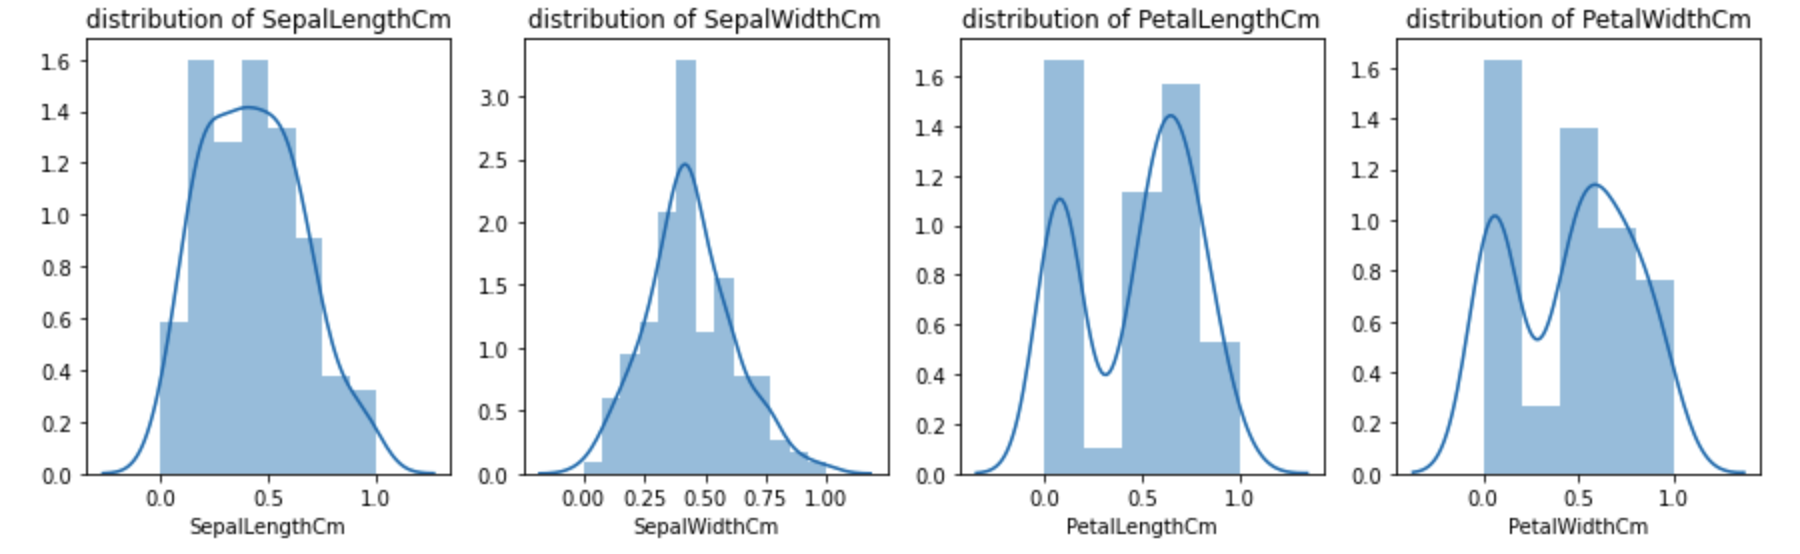 distribution of SepalLengthCm
1.6
1.4
1.2
1.0
0.8
0.6
0.4
0.2
0.0
0.0 0.5 1.0
SepalLengthCm
distribution of SepalWidthCm
3.0
2.5
2.0
1.5
1.0
0.5
0.0
0.00 0.25 0.50 0.75 1.00
SepalWidthCm
distribution of PetalLengthCm
1.6
1.4
1.2
1.0
0.8
0.6
0.4
0.2
0.0
0.0 0.5 1.0
PetalLengthCm
distribution of PetalWidthCm
1.6
1.4
1.2
1.0
0.8
0.6
0.4
0.2
0.0
0.0 0.5 1.0
PetalWidthCm